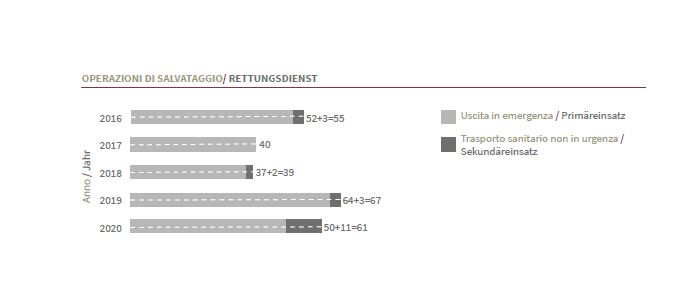 OPERAZIONI DI SALVATAGGIO/ RETTUNGSDIENST
Anno / Jahr
2016 52+3=55
2017 40
2018 37+2=39
2019 64+3=67
2020 50+11=61
Uscita in emergenza / Primäreinsatz
Trasporto sanitario non in urgenza /
Sekundäreinsatz